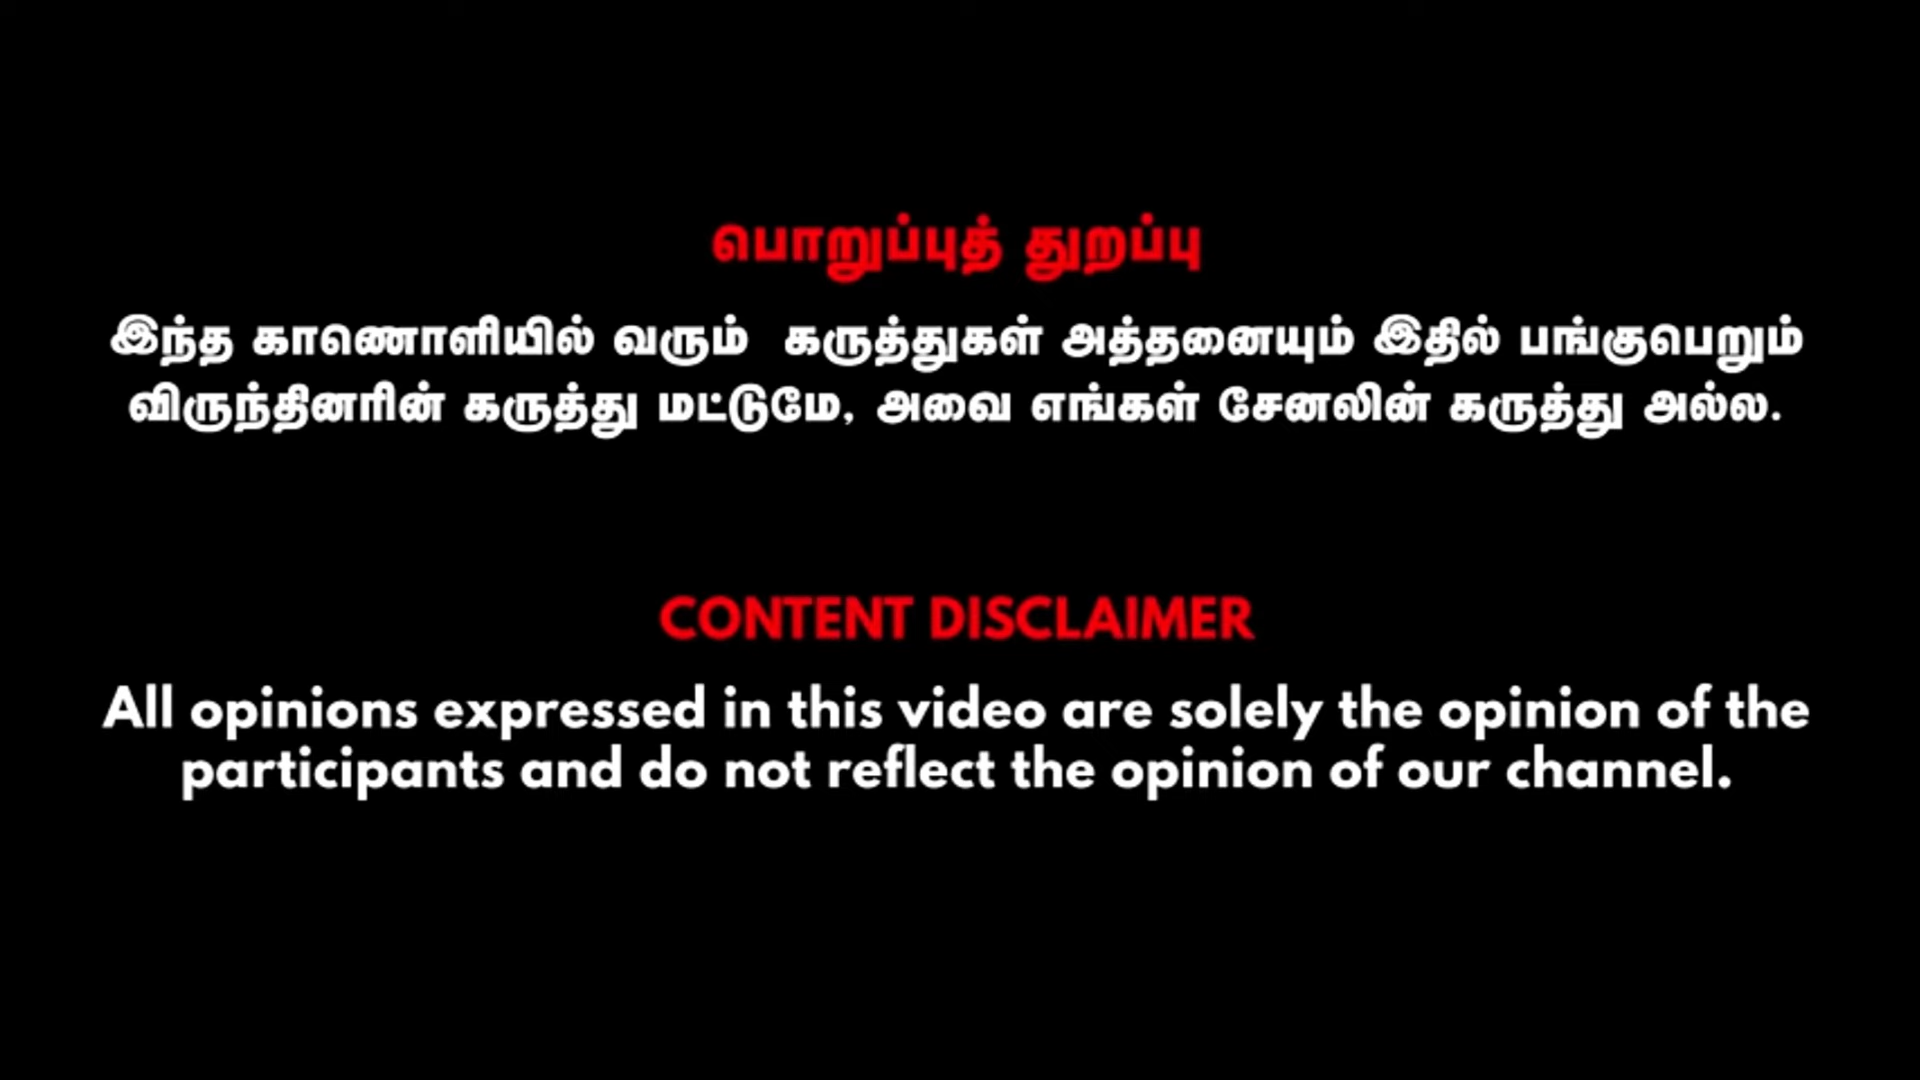 பொறுப்புத் துறப்பு
இந்த காணொளியில் வரும் கருத்துகள் அத்தனையும் இதில் பங்குபெறும்
விருந்தினரின் கருத்து மட்டுமே, அவை எங்கள் சேனலின் கருத்து அல்ல.
CONTENT DISCLAIMER
All opinions expressed in this video are solely the opinion of the
participants and do not reflect the opinion of our channel.